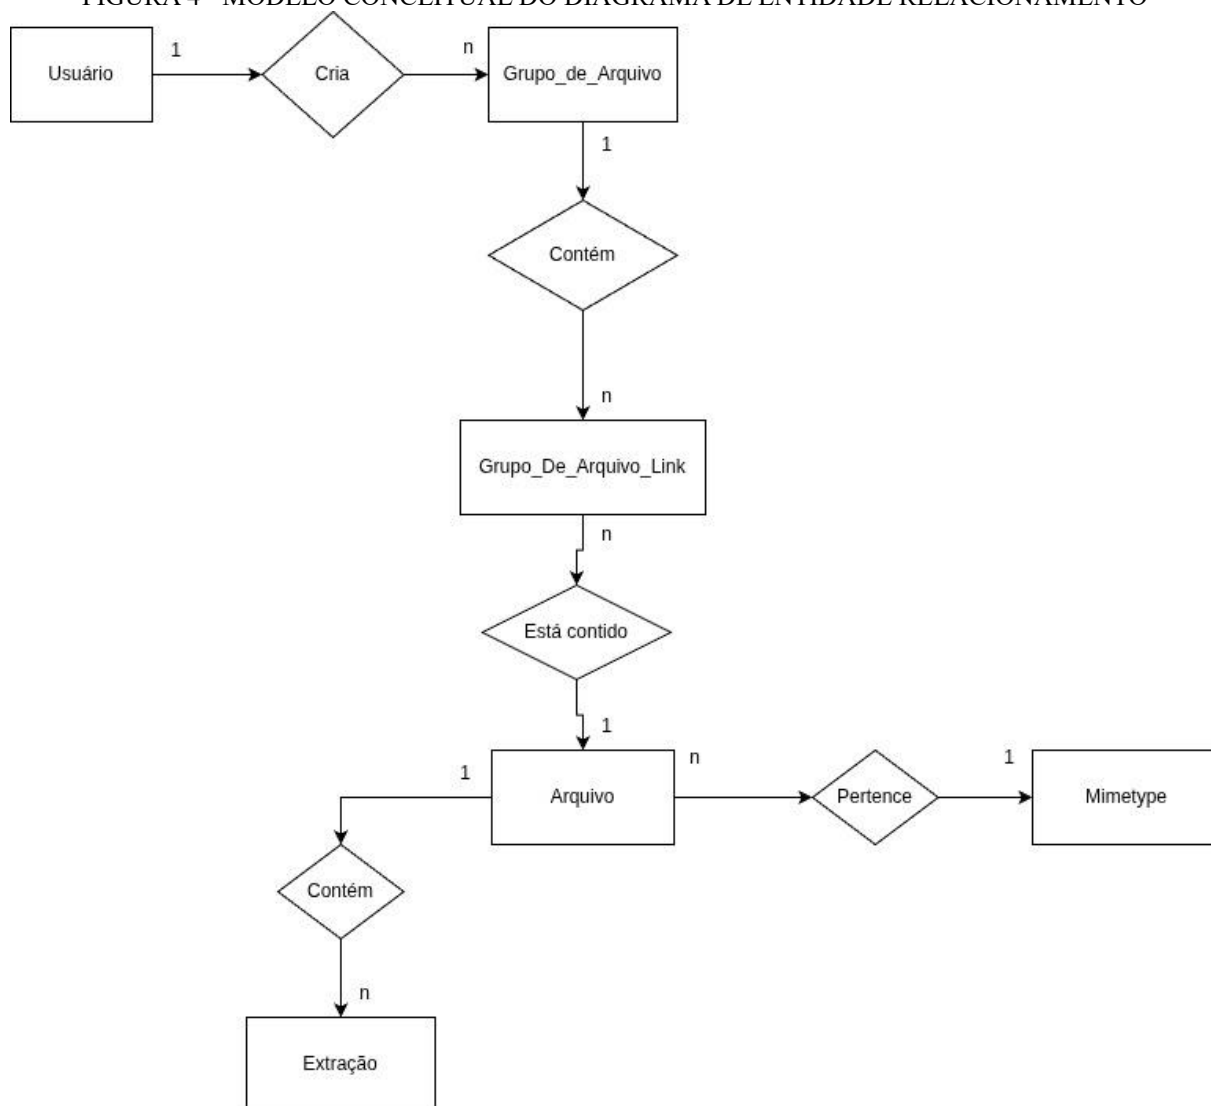 FIGURA 4 - MODELO CONCEITUAL DO DIAGRAMA DE ENTIDADE RELACIONAMENTO
1
n
Usuário
Cria
Grupo_de_Arquivo
1
Contém
n
Grupo_De_Arquivo_Link
n
Está contido
1
n
1
1
Arquivo
Pertence
Mimetype
Contém
n
Extração